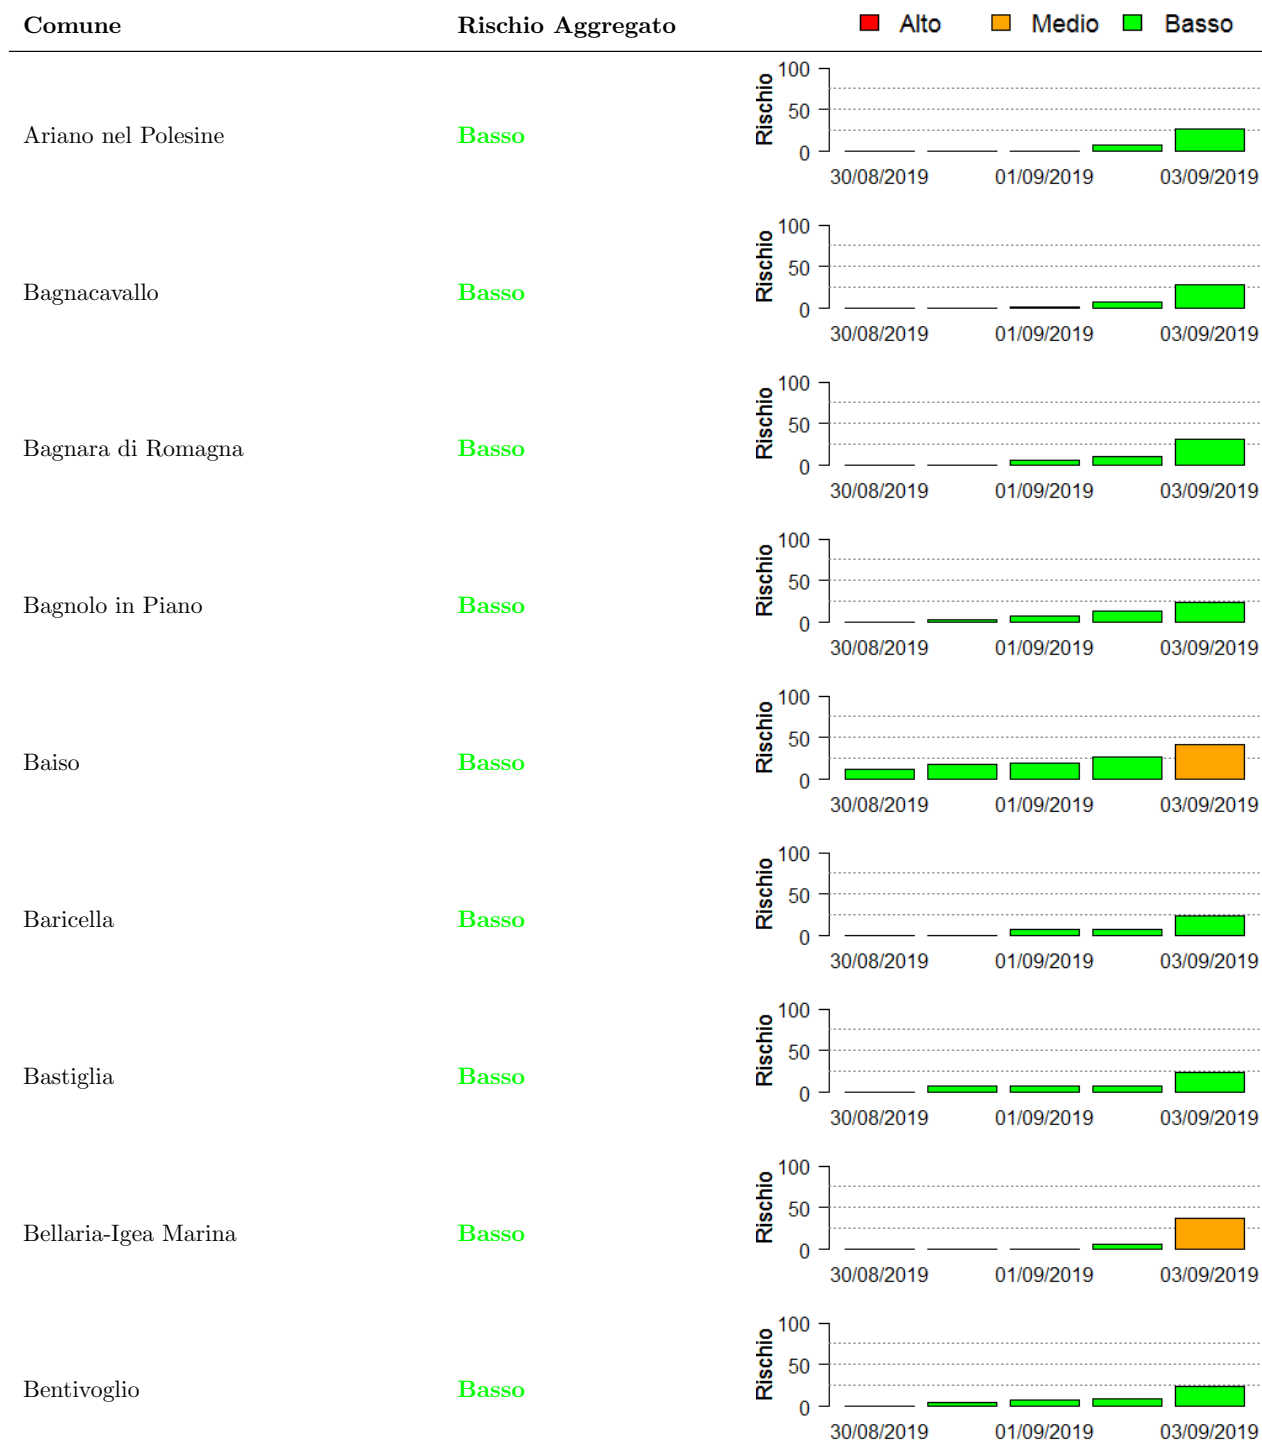 Comune Rischio Aggregato Alto Medio Basso
Ariano nel Polesine Basso
Rischio
100
50
0
30/08/2019 01/09/2019 03/09/2019
Bagnacavallo Basso
Rischio
100
50
0
30/08/2019 01/09/2019 03/09/2019
Bagnara di Romagna Basso
Rischio
100
50
0
30/08/2019 01/09/2019 03/09/2019
Bagnolo in Piano Basso
Rischio
100
50
0
30/08/2019 01/09/2019 03/09/2019
Baiso Basso
Rischio
100
50
0
30/08/2019 01/09/2019 03/09/2019
Baricella Basso
Rischio
100
50
0
30/08/2019 01/09/2019 03/09/2019
Bastiglia Basso
Rischio
100
50
0
30/08/2019 01/09/2019 03/09/2019
Bellaria-Igea Marina Basso
Rischio
100
50
0
30/08/2019 01/09/2019 03/09/2019
Bentivoglio Basso
Rischio
100
50
0
30/08/2019 01/09/2019 03/09/2019